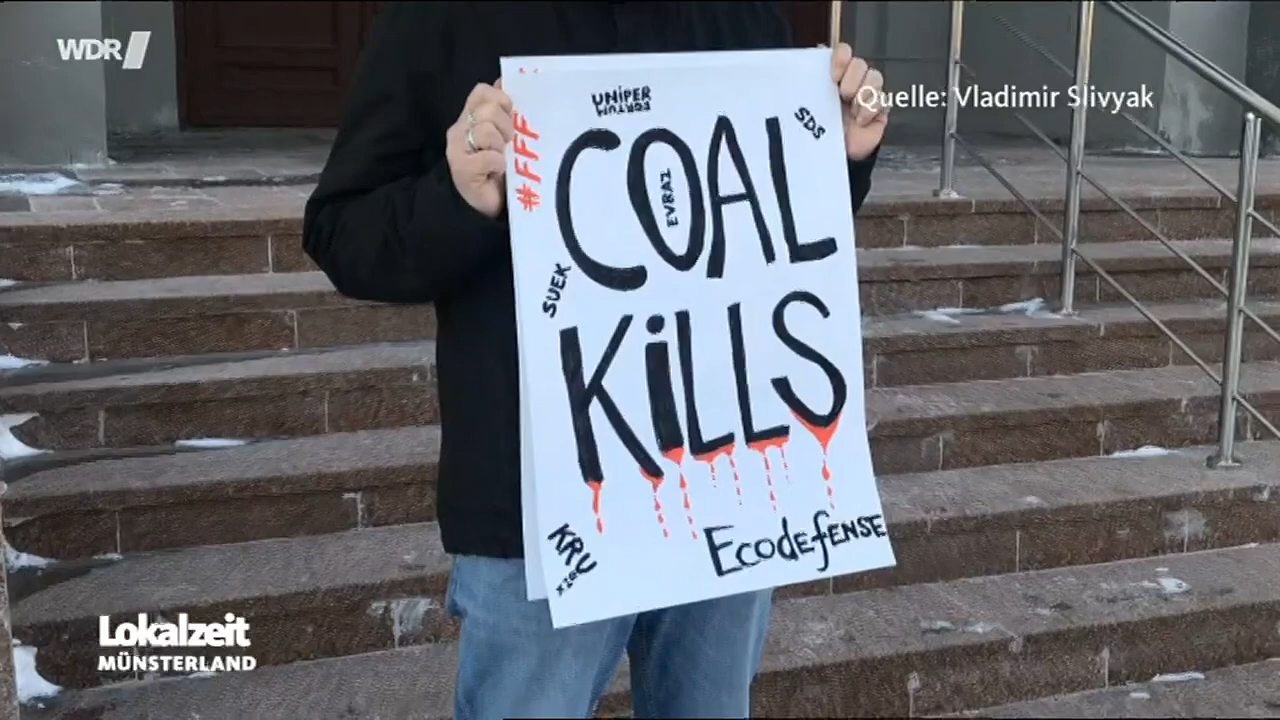 WDR
Quelle: Vladimir Slivyak
#FFF
UNIPER
FORTUM
SDS
COAL
EVRAZ
SUEK
KiLLS
KRU
Ecodefense
Lokalzeit
MÜNSTERLAND